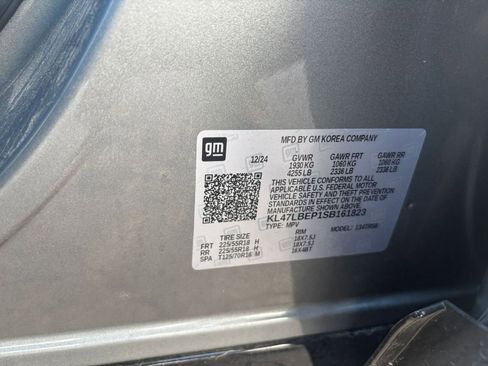 gm
MFD BY GM KOREA COMPANY
12/24 GVWR GAWR FRT GAWR RR
1930 KG 1060 KG 1060 KG
4255 LB 2336 LB 2336 LB
THIS VEHICLE CONFORMS TO ALL
APPLICABLE U.S. FEDERAL MOTOR
VEHICLE SAFETY AND THEFT PREVENTION
STANDARDS IN EFFECT ON THE DATE OF
MANUFACTURE SHOWN ABOVE.
KL47LBEP1SB161823
TYPE: MPV MODEL:
TIRE SIZE SPEED RTG RIM
FRT 225/55R18 H 18X7.5J
RR 225/55R18 H 18X7.5J
SPA T125/70R16 M 16X4BT